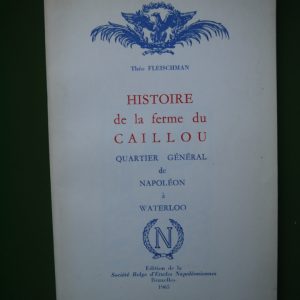 Théo FLEISCHMAN
HISTOIRE
de la ferme du
CAILLOU
QUARTIER GÉNÉRAL
de
NAPOLÉON
à
WATERLOO
N
Edition de la
Société Belge d'Etudes Napoléoniennes
Bruxelles